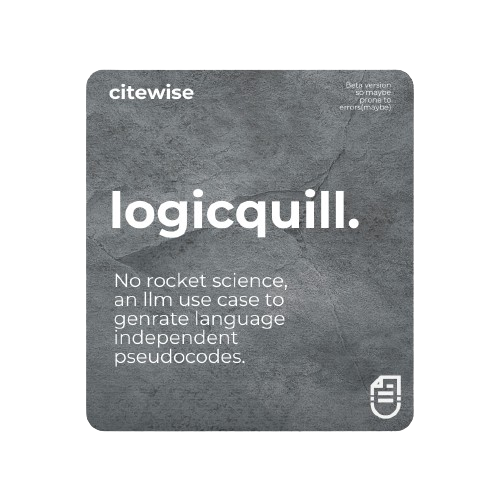 citewise
Beta version
so maybe
prone to
errors(maybe)
logicquill.
No rocket science,
an llm use case to
genrate language
independent
pseudocodes.